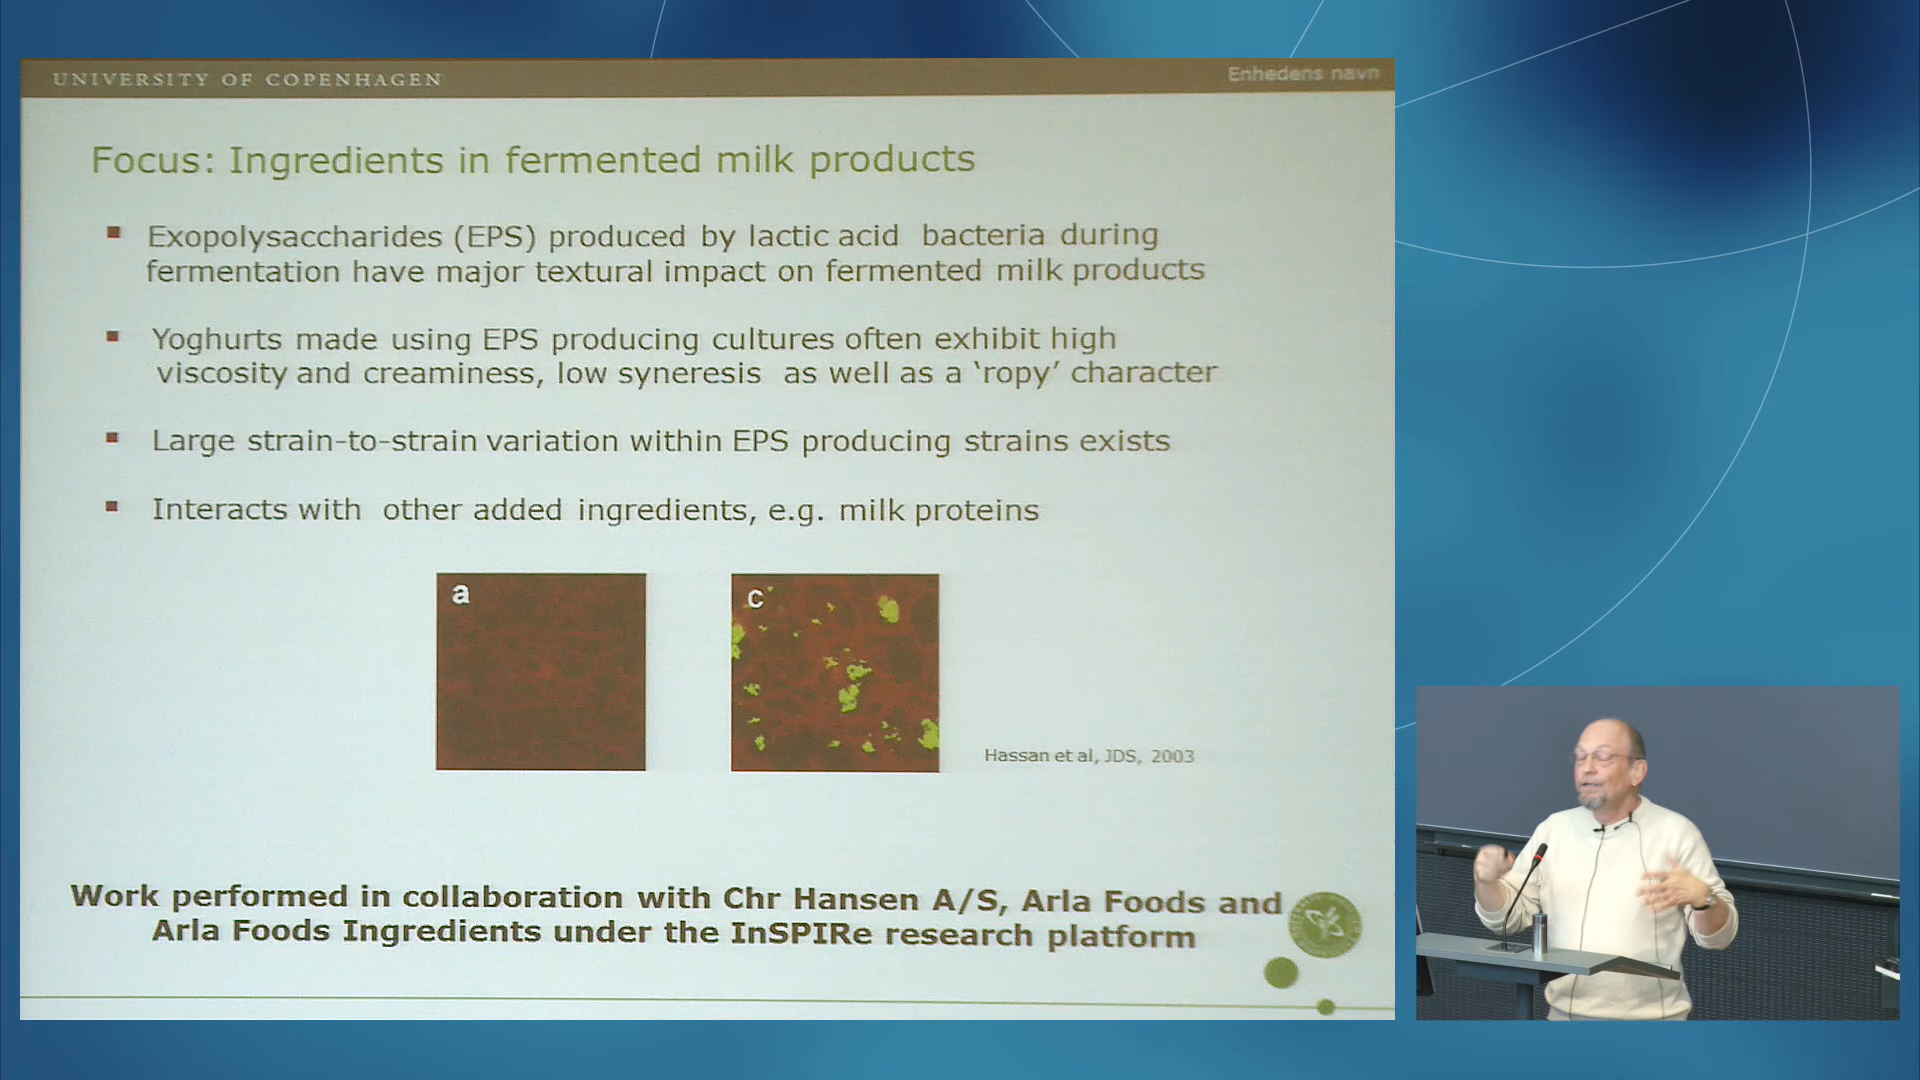 UNIVERSITY OF COPENHAGEN
Enhedens navn
Focus: Ingredients in fermented milk products
Exopolysaccharides (EPS) produced by lactic acid bacteria during
fermentation have major textural impact on fermented milk products
Yoghurts made using EPS producing cultures often exhibit high
viscosity and creaminess, low syneresis as well as a ‘ropy’ character
Large strain-to-strain variation within EPS producing strains exists
Interacts with other added ingredients, e.g. milk proteins
a
c
Hassan et al, JDS, 2003
Work performed in collaboration with Chr Hansen A/S, Arla Foods and
Arla Foods Ingredients under the InSPIRe research platform